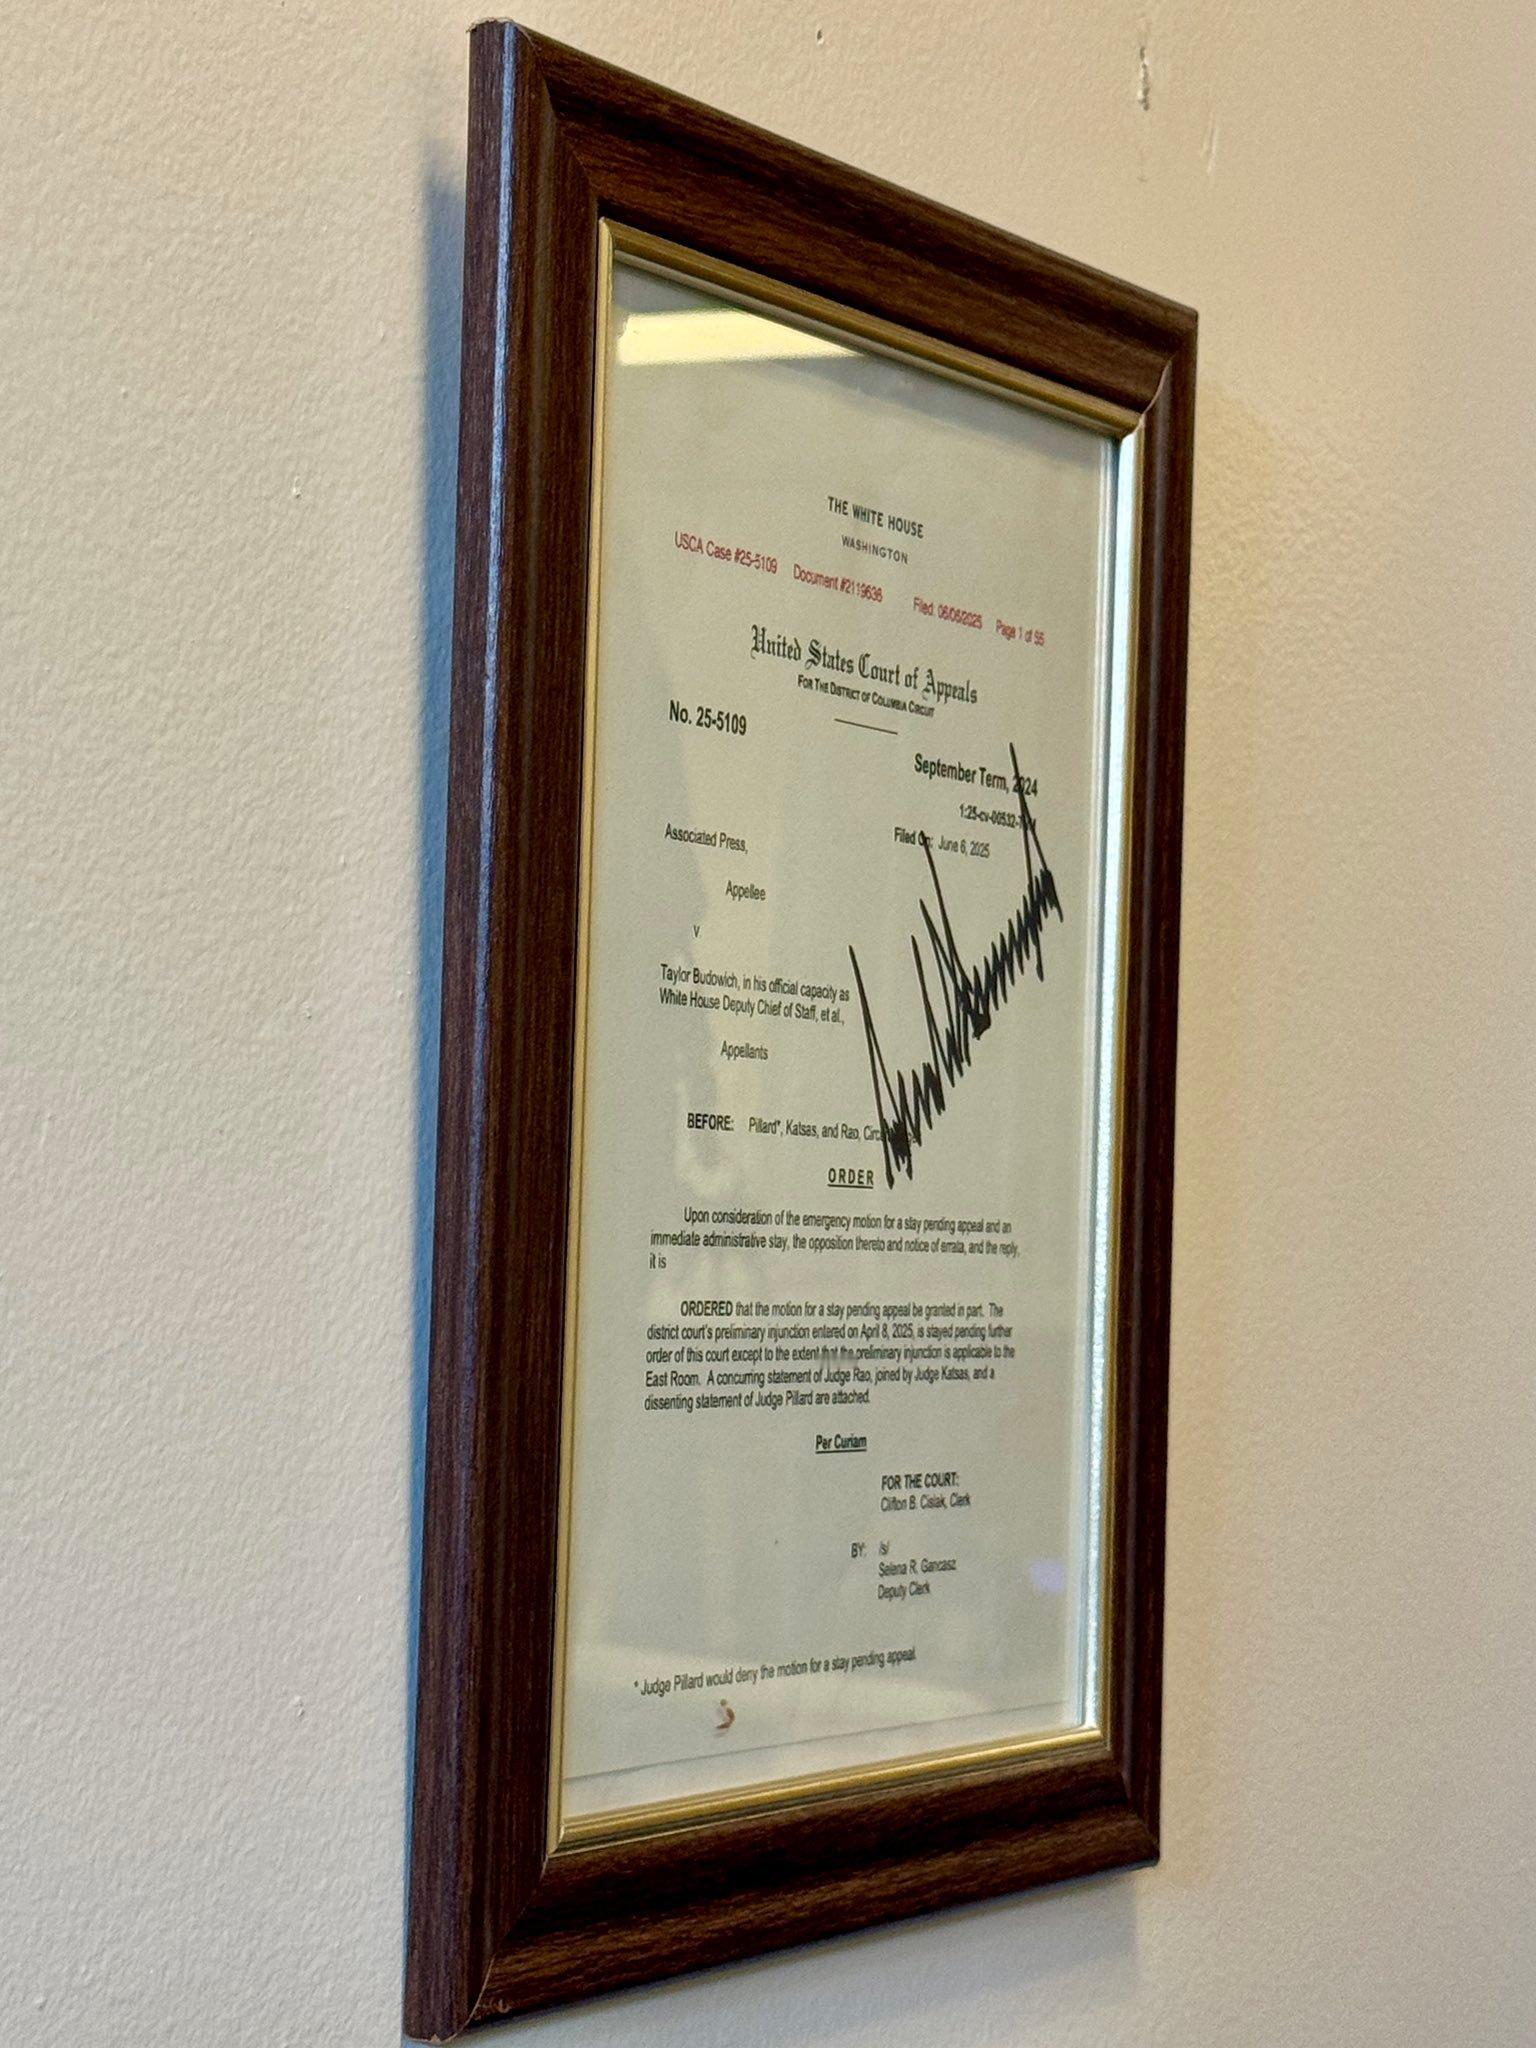 THE WHITE HOUSE
WASHINGTON
USCA Case #25-5109 Document #2119636 Filed: 06/06/2025 Page 1 of 55
United States Court of Appeals
FOR THE DISTRICT OF COLUMBIA CIRCUIT
No. 25-5109
September Term, 2024
1:25-cv-00532-
Filed On: June 6, 2025
Associated Press,
Appellee
v
Taylor Budowich, in his official capacity as
White House Deputy Chief of Staff, et al.,
Appellants
BEFORE: Pillard*, Katsas, and Rao,
ORDER
Upon consideration of the emergency motion for a stay pending appeal and an
immediate administrative stay, the opposition thereto and notice of errata, and the reply,
it is
ORDERED that the motion for a stay pending appeal be granted in part. The
district court's preliminary injunction entered on April 8, 2025, is stayed pending further
order of this court except to the extent that the preliminary injunction is applicable to the
East Room. A concurring statement of Judge Rao, joined by Judge Katsas, and a
dissenting statement of Judge Pillard are attached.
Per Curiam
FOR THE COURT:
Clifton B. Cislak, Clerk
BY: /s/
Selena R. Gancasz
Deputy Clerk
* Judge Pillard would deny the motion for a stay pending appeal.